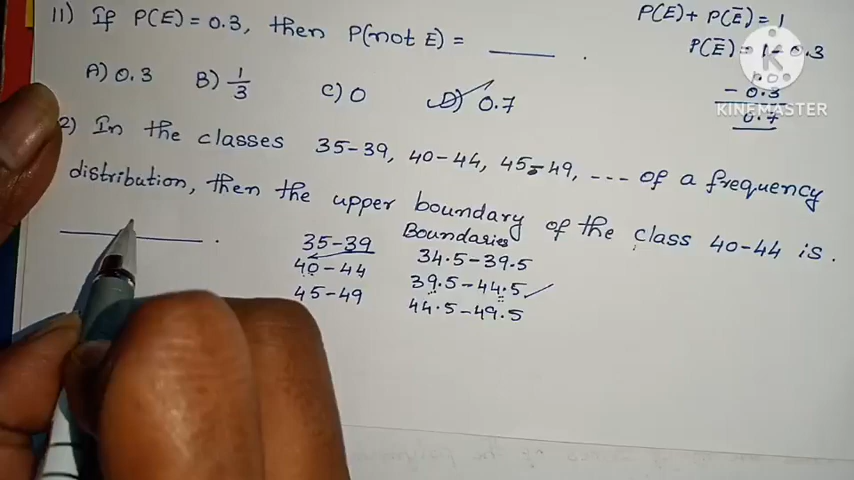 11) If P(E) = 0.3, then P(not E) = ______ .
A) 0.3 B) 1/3 C) 0 D) 0.7
P(E) + P(E̅) = 1
P(E̅) = 1 - 0.3
- 0.3
0.7
KINEMASTER
2) In the classes 35-39, 40-44, 45-49, --- of a frequency
distribution, then the upper boundary of the class 40-44 is.
______ .
Boundaries
35-39 34.5-39.5
40-44 39.5-44.5
45-49 44.5-49.5